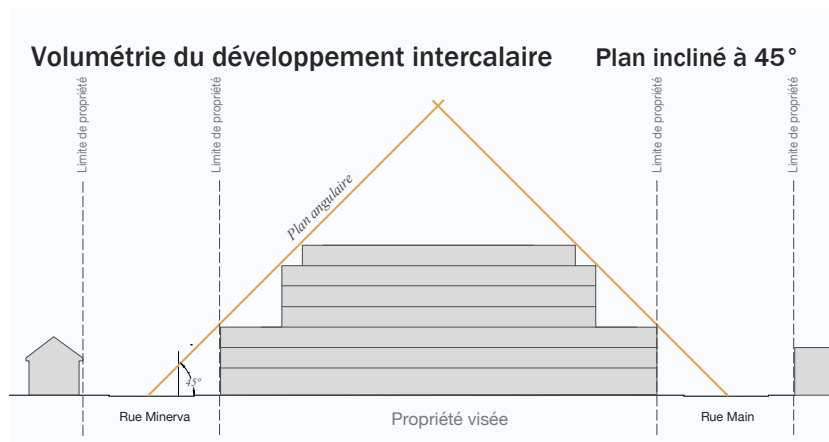 Volumétrie du développement intercalaire
Plan incliné à 45°
Limite de propriété
Limite de propriété
Limite de propriété
Limite de propriété
Plan angulaire
45°
Rue Minerva
Propriété visée
Rue Main